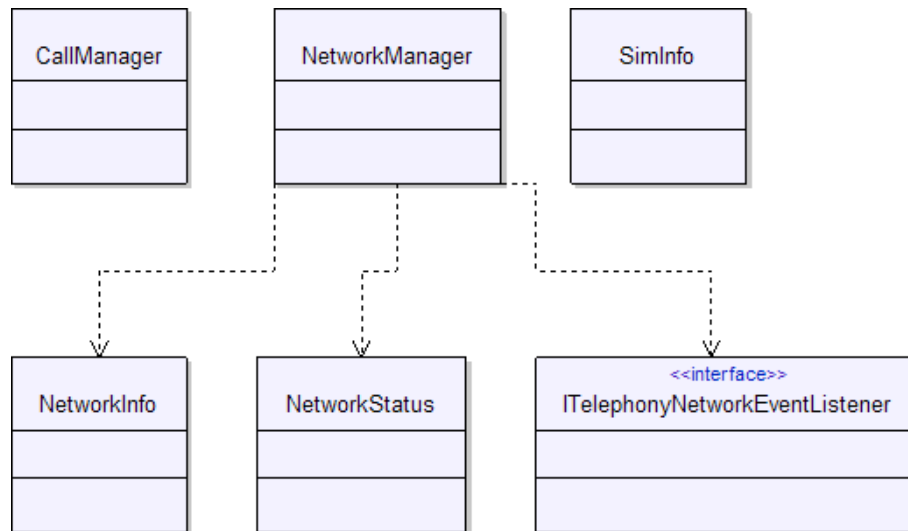 CallManager
NetworkManager
SimInfo
NetworkInfo
NetworkStatus
<<interface>>
ITelephonyNetworkEventListener